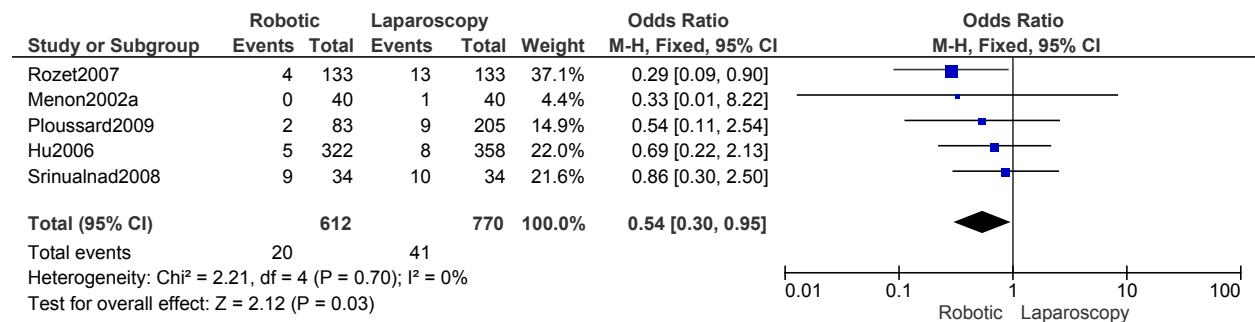 Robotic Laparoscopy Odds Ratio Odds Ratio
Study or Subgroup Events Total Events Total Weight M-H, Fixed, 95% CI M-H, Fixed, 95% CI
Rozet2007 4 133 13 133 37.1% 0.29 [0.09, 0.90]
Menon2002a 0 40 1 40 4.4% 0.33 [0.01, 8.22]
Ploussard2009 2 83 9 205 14.9% 0.54 [0.11, 2.54]
Hu2006 5 322 8 358 22.0% 0.69 [0.22, 2.13]
Srinualnad2008 9 34 10 34 21.6% 0.86 [0.30, 2.50]
Total (95% CI) 612 770 100.0% 0.54 [0.30, 0.95]
Total events 20 41
Heterogeneity: Chi² = 2.21, df = 4 (P = 0.70); I² = 0%
Test for overall effect: Z = 2.12 (P = 0.03)
0.01 0.1 1 10 100
Robotic Laparoscopy